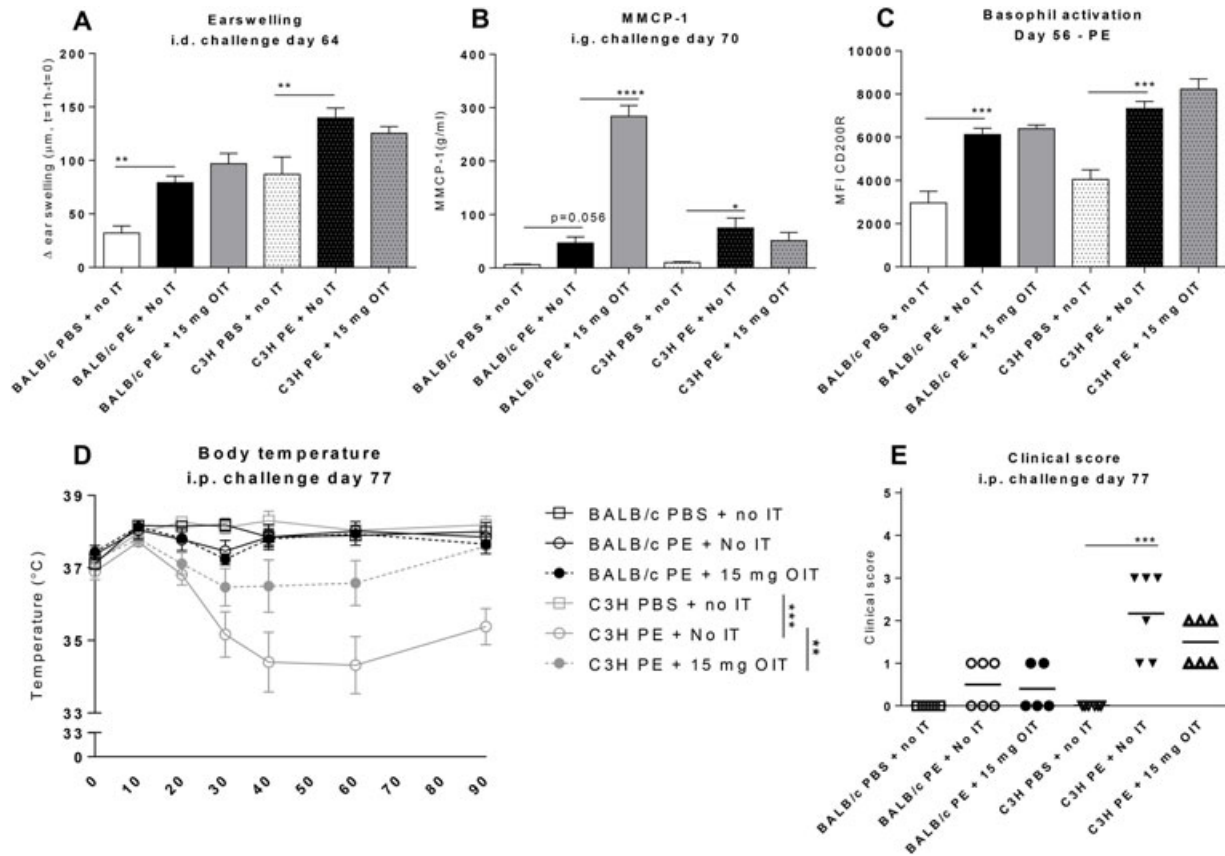 A
Earswelling
i.d. challenge day 64
Δ ear swelling (μm, t=1h-t=0)
200
150
100
50
0
**
**
BALB/c PBS + no IT
BALB/c PE + No IT
BALB/c PE + 15 mg OIT
C3H PBS + no IT
C3H PE + No IT
C3H PE + 15 mg OIT
B
MMCP-1
i.g. challenge day 70
MMCP-1(g/ml)
400
300
200
100
0
p=0.056
****
*
BALB/c PBS + no IT
BALB/c PE + No IT
BALB/c PE + 15 mg OIT
C3H PBS + no IT
C3H PE + No IT
C3H PE + 15 mg OIT
C
Basophil activation
Day 56 - PE
MFI CD200R
10000
8000
6000
4000
2000
0
***
***
BALB/c PBS + no IT
BALB/c PE + No IT
BALB/c PE + 15 mg OIT
C3H PBS + no IT
C3H PE + No IT
C3H PE + 15 mg OIT
D
Body temperature
i.p. challenge day 77
Temperature (°C)
39
37
35
33
33
0
0
10
20
30
40
50
60
70
80
90
BALB/c PBS + no IT
BALB/c PE + No IT
BALB/c PE + 15 mg OIT
C3H PBS + no IT
C3H PE + No IT
C3H PE + 15 mg OIT
***
**
E
Clinical score
i.p. challenge day 77
Clinical score
5
4
3
2
1
0
***
BALB/c PBS + no IT
BALB/c PE + No IT
BALB/c PE + 15 mg OIT
C3H PBS + no IT
C3H PE + No IT
C3H PE + 15 mg OIT